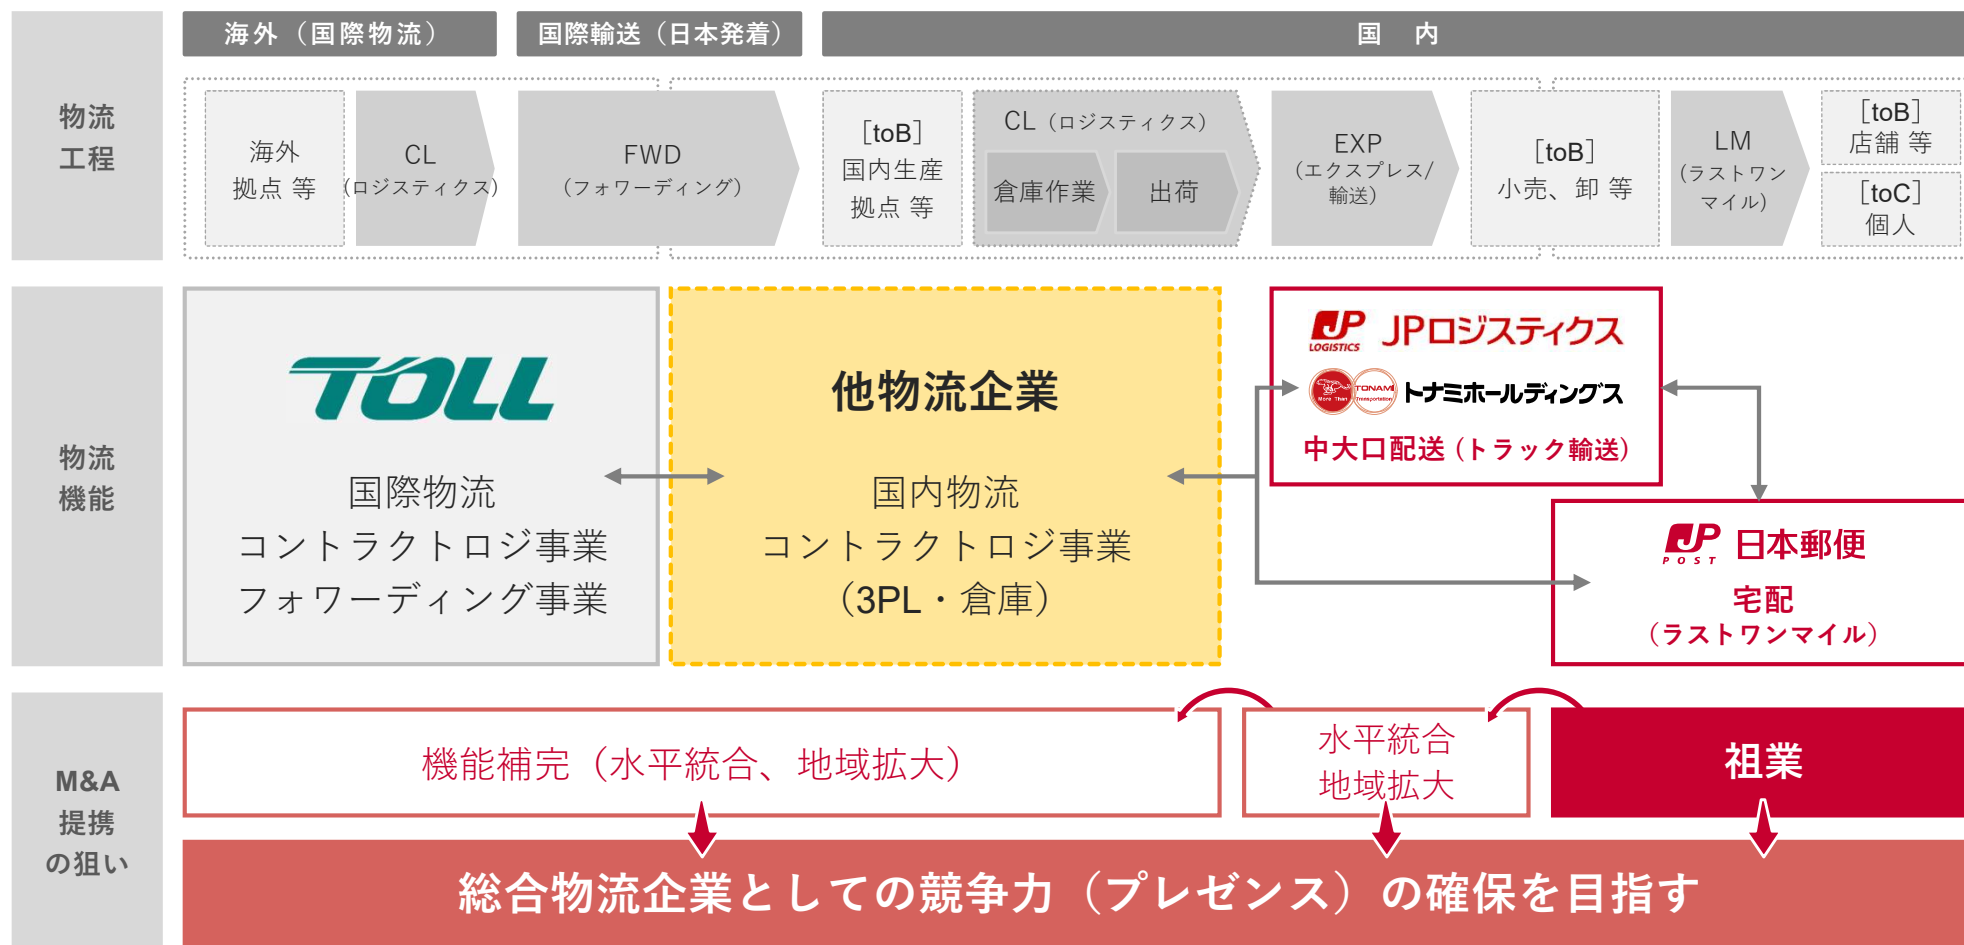 海外（国際物流）
国際輸送（日本発着）
国 内
物流
工程
海外
拠点 等
CL
(ロジスティクス)
FWD
(フォワーディング)
［toB］
国内生産
拠点 等
CL（ロジスティクス）
倉庫作業
出荷
EXP
(エクスプレス/
輸送)
［toB］
小売、卸 等
LM
(ラストワン
マイル)
［toB］
店舗 等
［toC］
個人
物流
機能
TOLL
国際物流
コントラクトロジ事業
フォワーディング事業
他物流企業
国内物流
コントラクトロジ事業
（3PL・倉庫）
JP
LOGISTICS
JPロジスティクス
More Than
TONAMI
Transportation
トナミホールディングス
中大口配送 (トラック輸送)
JP
POST
日本郵便
宅配
（ラストワンマイル）
M&A
提携
の狙い
機能補完（水平統合、地域拡大）
水平統合
地域拡大
祖業
総合物流企業としての競争力（プレゼンス）の確保を目指す